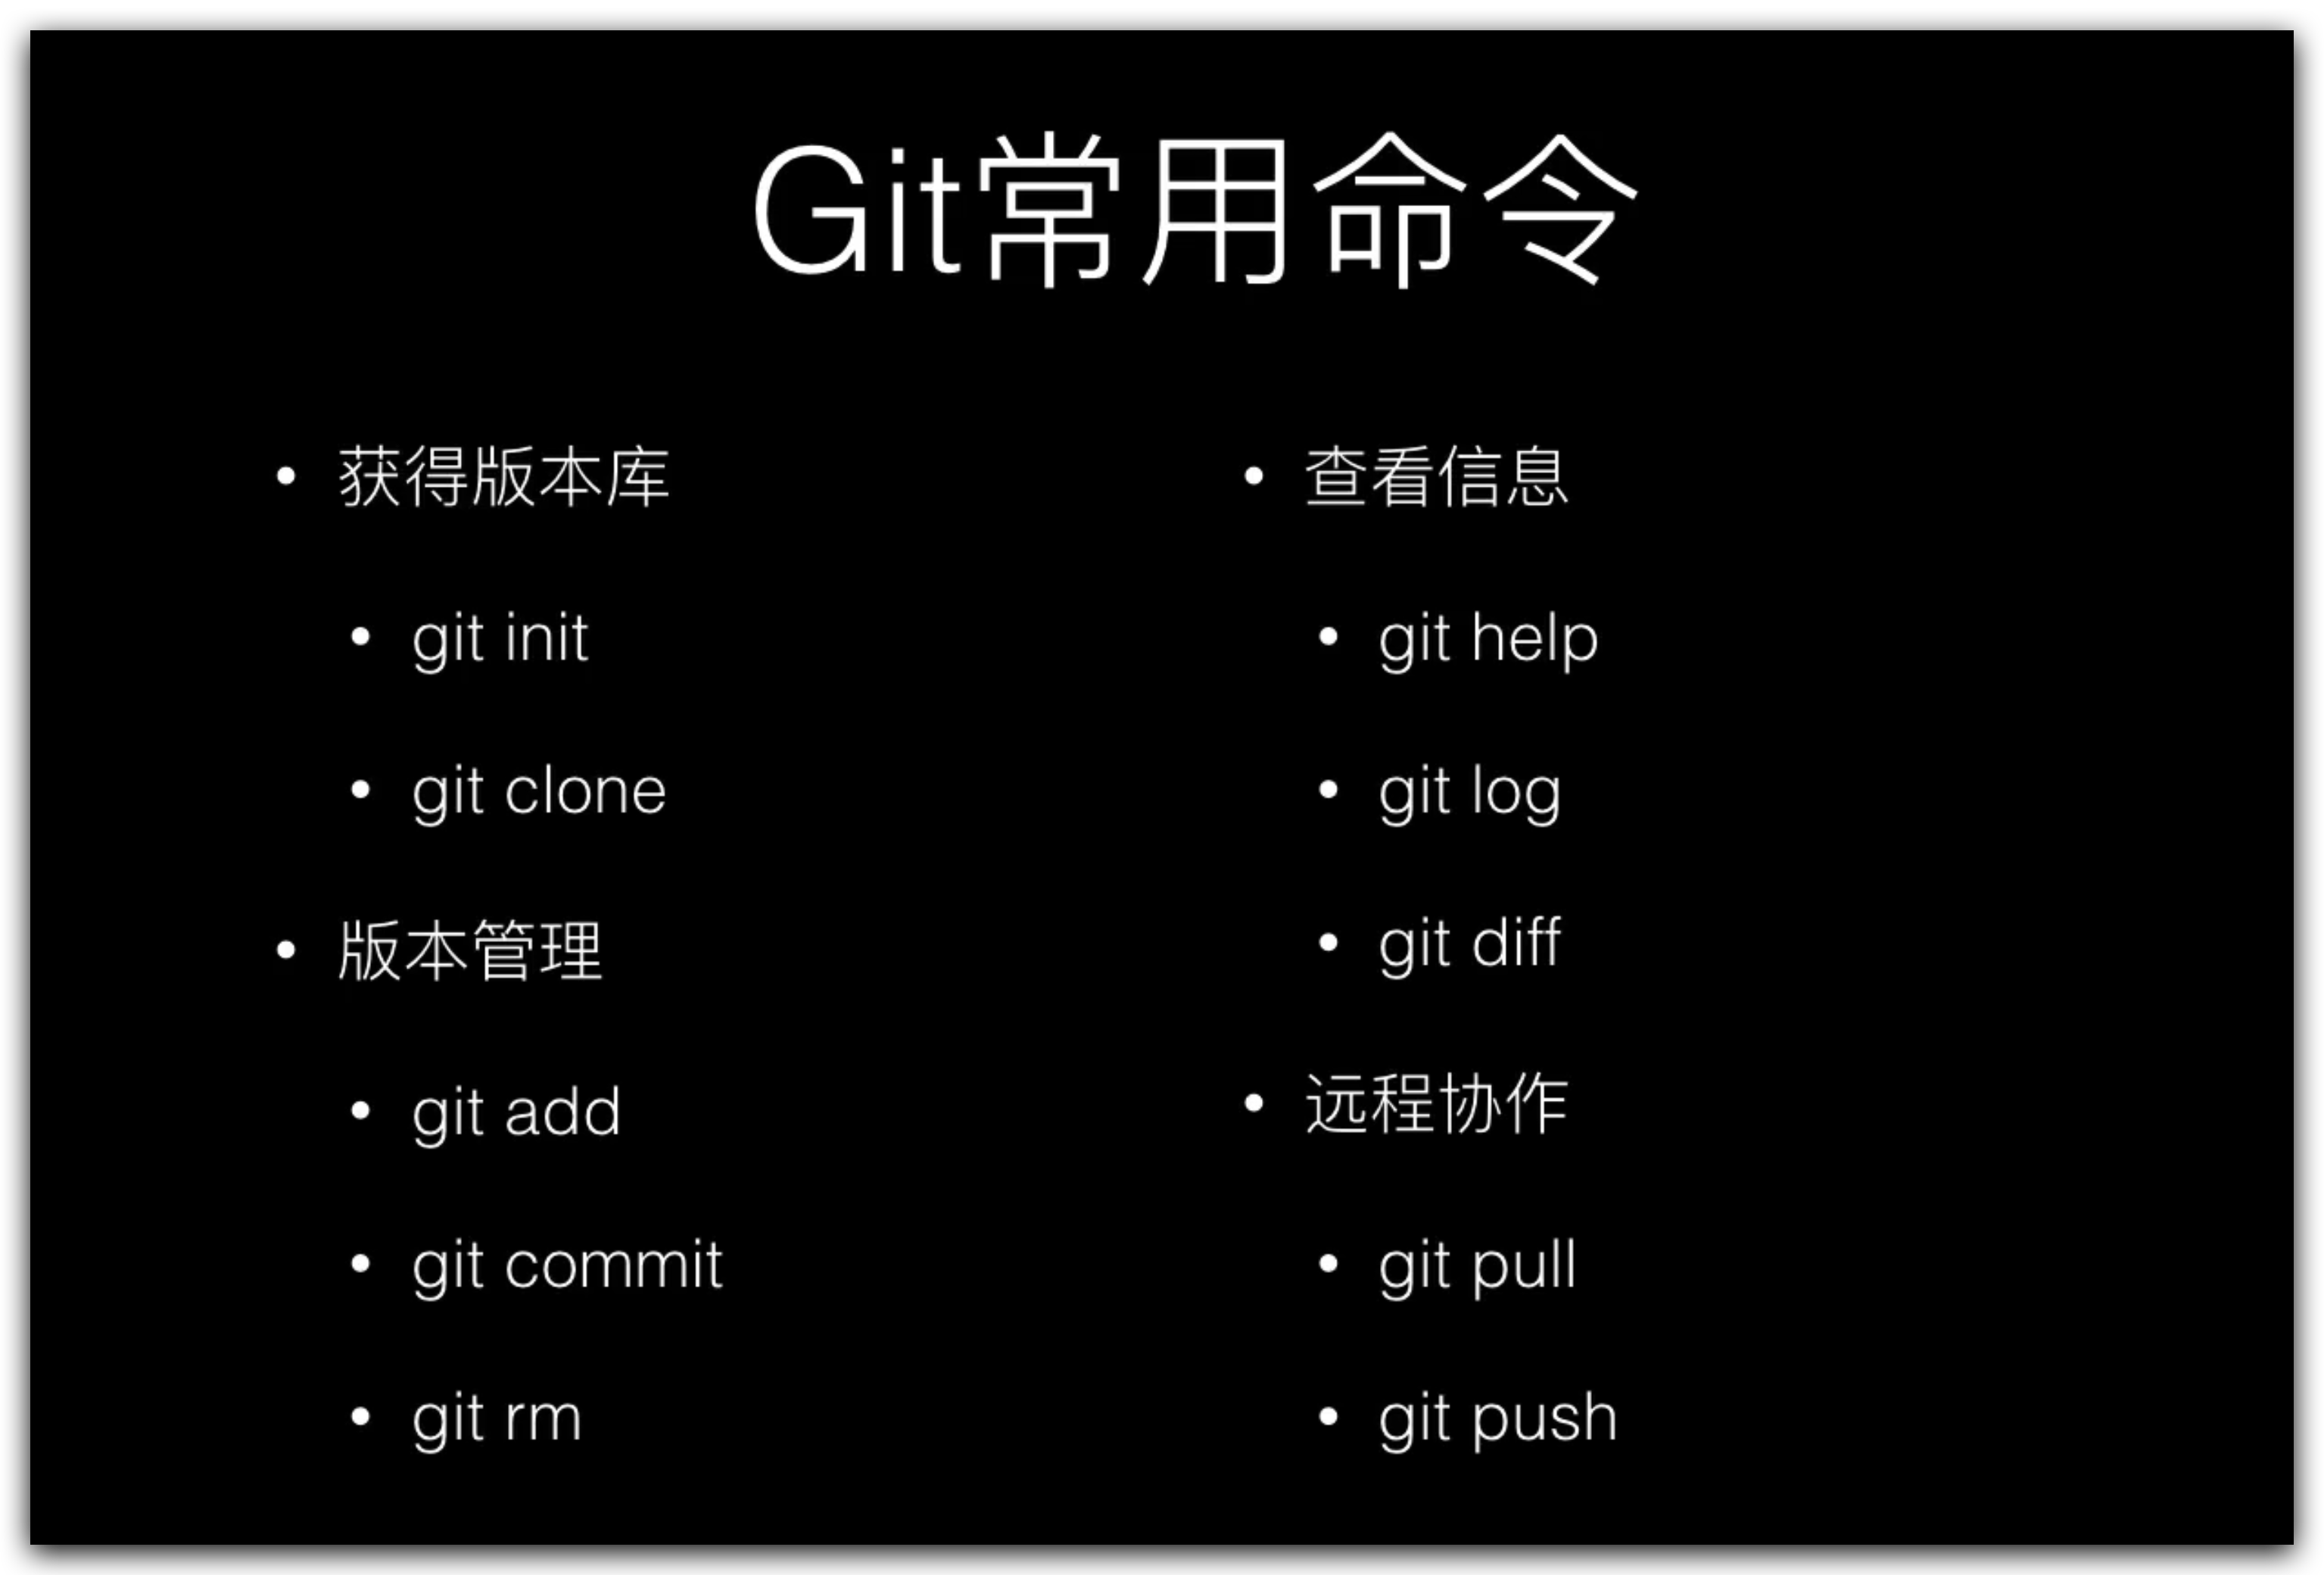 Git常用命令
获得版本库
git init
git clone
版本管理
git add
git commit
git rm
查看信息
git help
git log
git diff
远程协作
git pull
git push